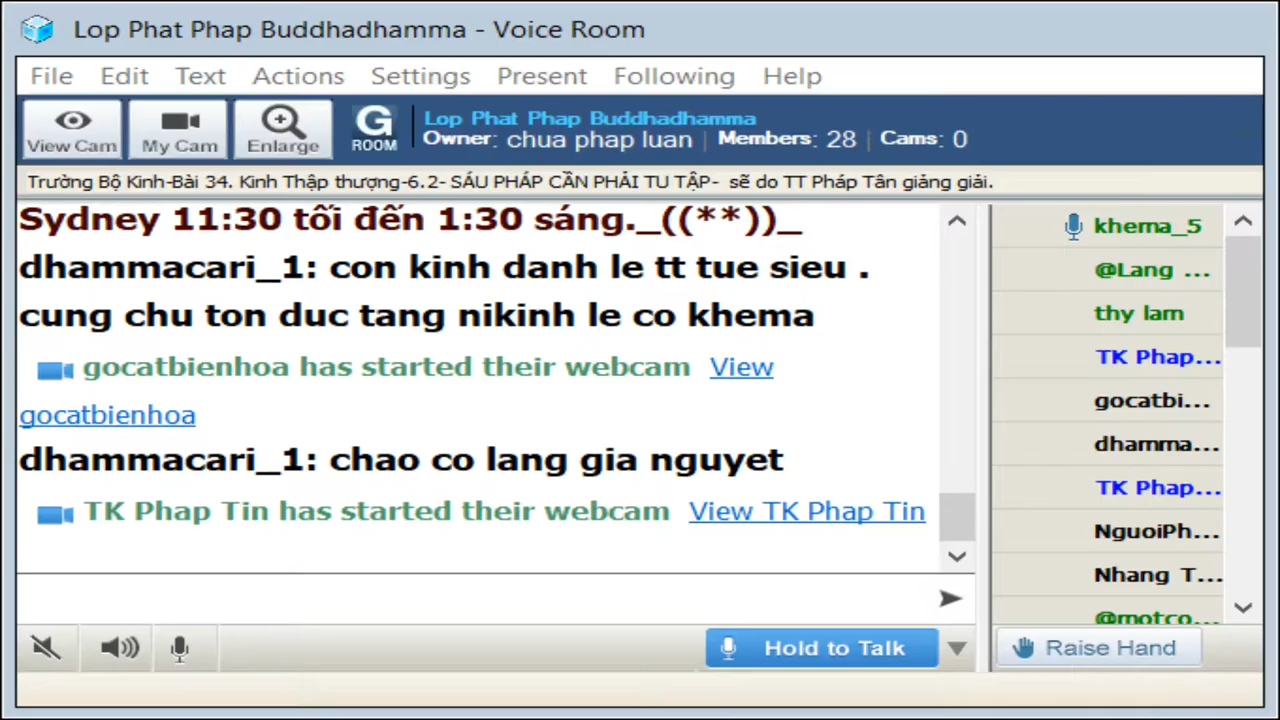 Lop Phat Phap Buddhadhamma - Voice Room
File Edit Text Actions Settings Present Following Help
View Cam My Cam Enlarge G ROOM
Lop Phat Phap Buddhadhamma
Owner: chua phap luan | Members: 28 | Cams: 0
Trường Bộ Kinh-Bài 34. Kinh Thập thượng-6.2- SÁU PHÁP CẦN PHẢI TU TẬP- sẽ do TT Pháp Tân giảng giải.
Sydney 11:30 tối đến 1:30 sáng._((**))_
dhammacari_1: con kinh danh le tt tue sieu .
cung chu ton duc tang nikinh le co khema
gocatbienhoa has started their webcam View
gocatbienhoa
dhammacari_1: chao co lang gia nguyet
TK Phap Tin has started their webcam View TK Phap Tin
khema_5
@Lang ...
thy lam
TK Phap...
gocatbi...
dhamma...
TK Phap...
NguoiPh...
Nhang T...
@motco...
Hold to Talk
Raise Hand